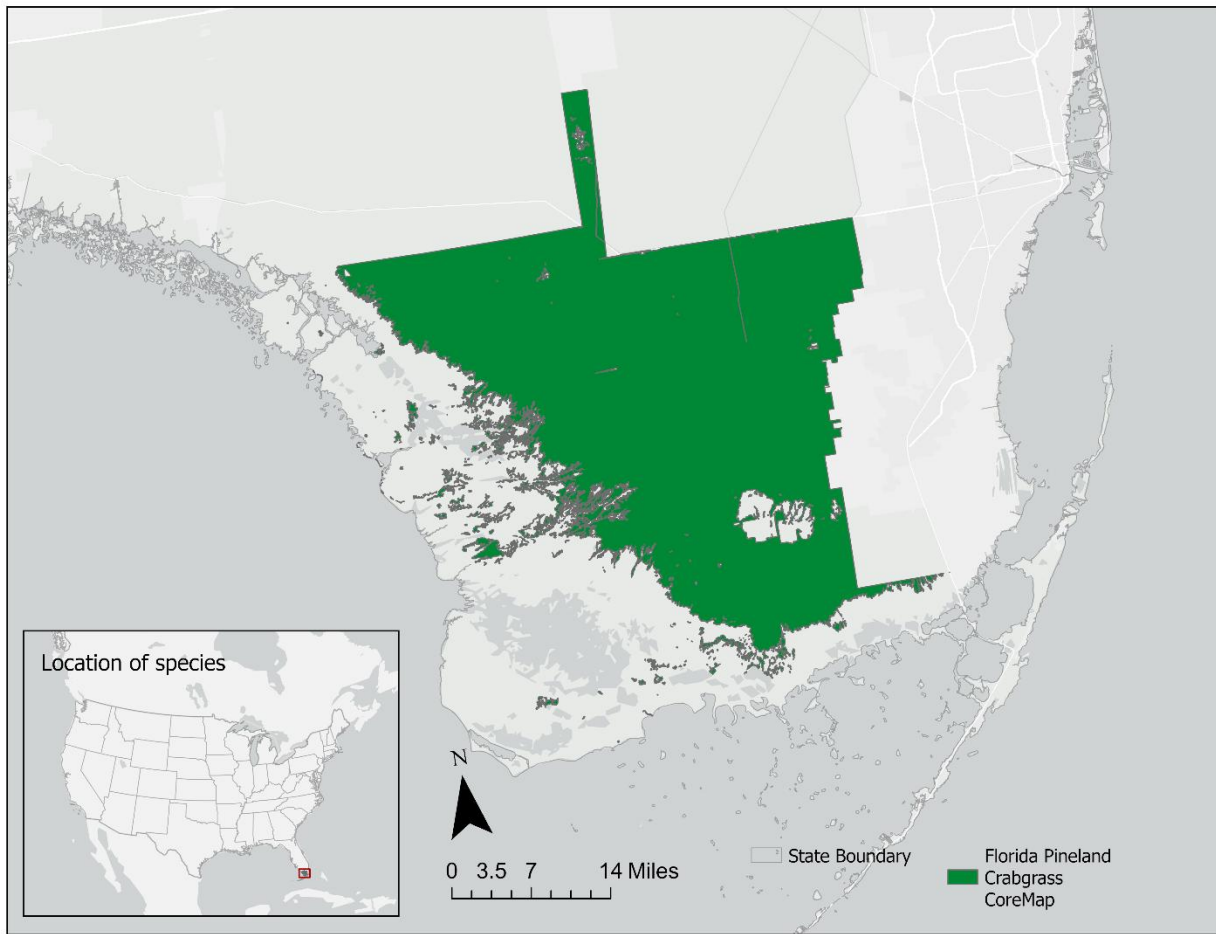 Location of species
N
0 3.5 7 14 Miles
State Boundary
Florida Pineland
Crabgrass
CoreMap